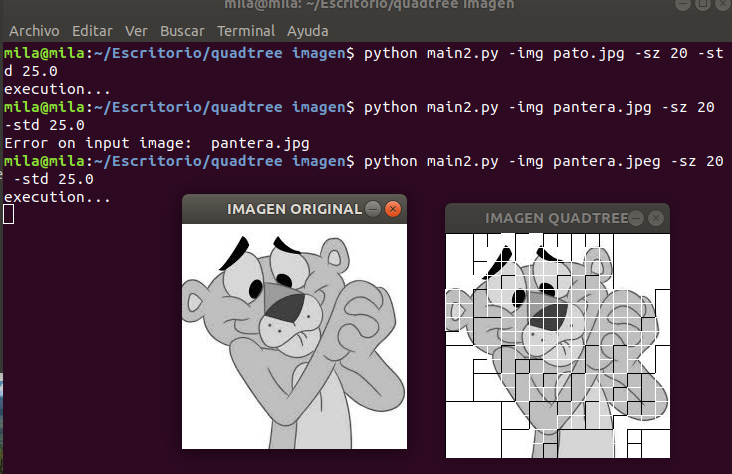 mila@mila: ~/Escritorio/quadtree imagen
Archivo Editar Ver Buscar Terminal Ayuda
mila@mila:~/Escritorio/quadtree imagen$ python main2.py -img pato.jpg -sz 20 -st
d 25.0
execution...
mila@mila:~/Escritorio/quadtree imagen$ python main2.py -img pantera.jpg -sz 20
-std 25.0
Error on input image:  pantera.jpg
mila@mila:~/Escritorio/quadtree imagen$ python main2.py -img pantera.jpeg -sz 20
 -std 25.0
execution...
IMAGEN ORIGINAL
IMAGEN QUADTREE